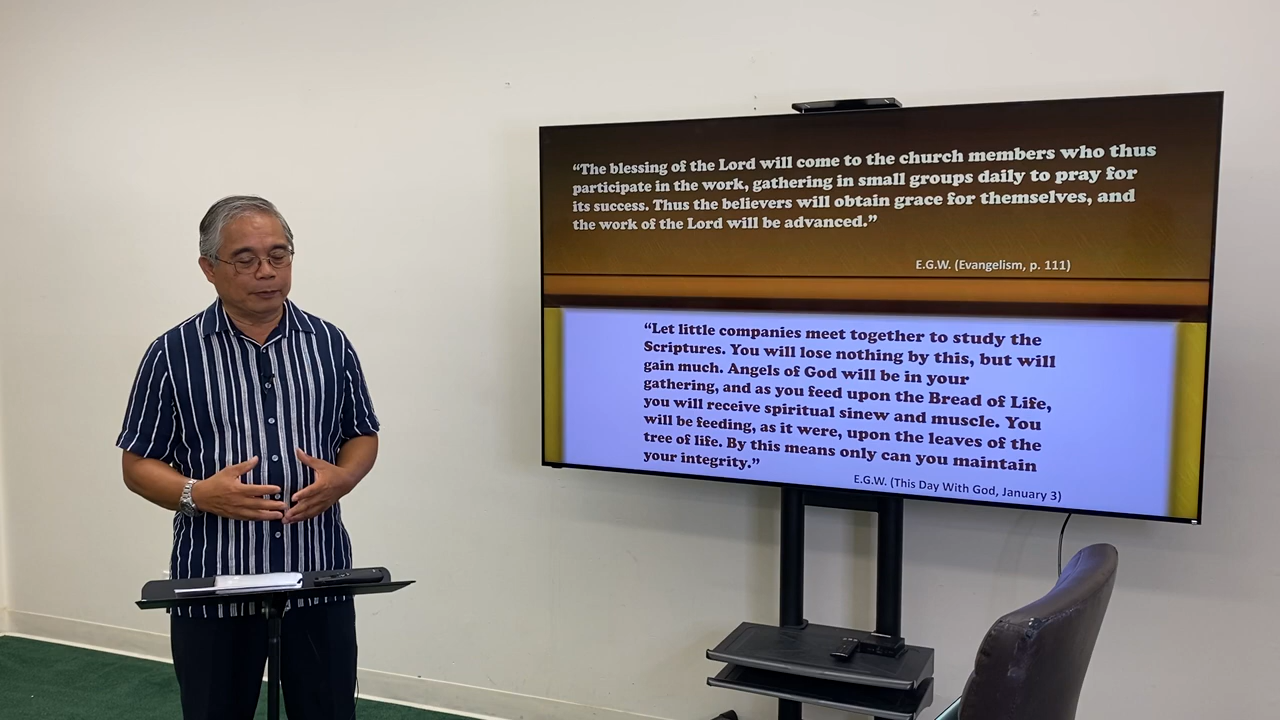 “The blessing of the Lord will come to the church members who thus
participate in the work, gathering in small groups daily to pray for
its success. Thus the believers will obtain grace for themselves, and
the work of the Lord will be advanced.”
E.G.W. (Evangelism, p. 111)
“Let little companies meet together to study the
Scriptures. You will lose nothing by this, but will
gain much. Angels of God will be in your
gathering, and as you feed upon the Bread of Life,
you will receive spiritual sinew and muscle. You
will be feeding, as it were, upon the leaves of the
tree of life. By this means only can you maintain
your integrity.”
E.G.W. (This Day With God, January 3)